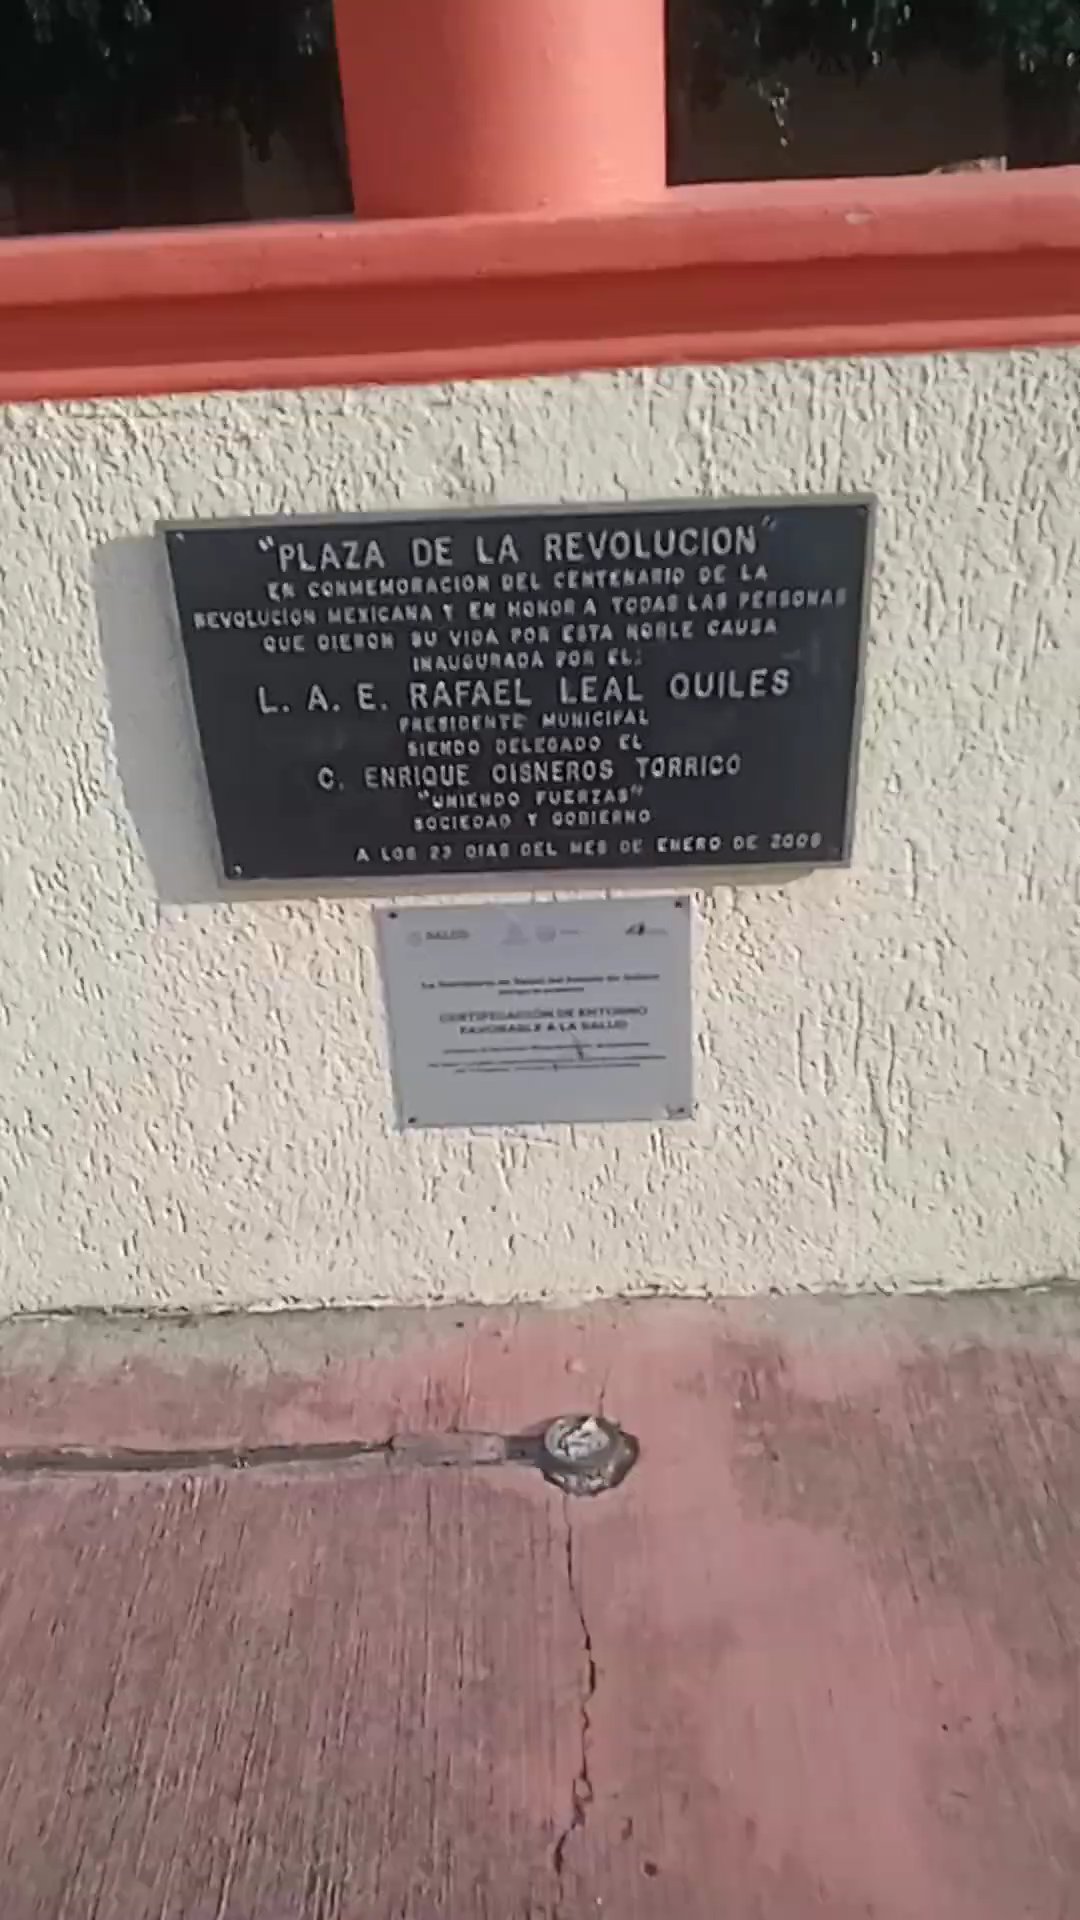 "PLAZA DE LA REVOLUCION"
EN CONMEMORACION DEL CENTENARIO DE LA
REVOLUCION MEXICANA Y EN HONOR A TODAS LAS PERSONAS
QUE DIERON SU VIDA POR ESTA NOBLE CAUSA
INAUGURADA POR EL:
L. A. E. RAFAEL LEAL QUILES
PRESIDENTE MUNICIPAL
SIENDO DELEGADO EL
C. ENRIQUE CISNEROS TORRICO
"UNIENDO FUERZAS"
SOCIEDAD Y GOBIERNO
A LOS 23 DIAS DEL MES DE ENERO DE
SALUD
CERTIFICACIÓN DE ENTORNO
FAVORABLE A LA SALUD